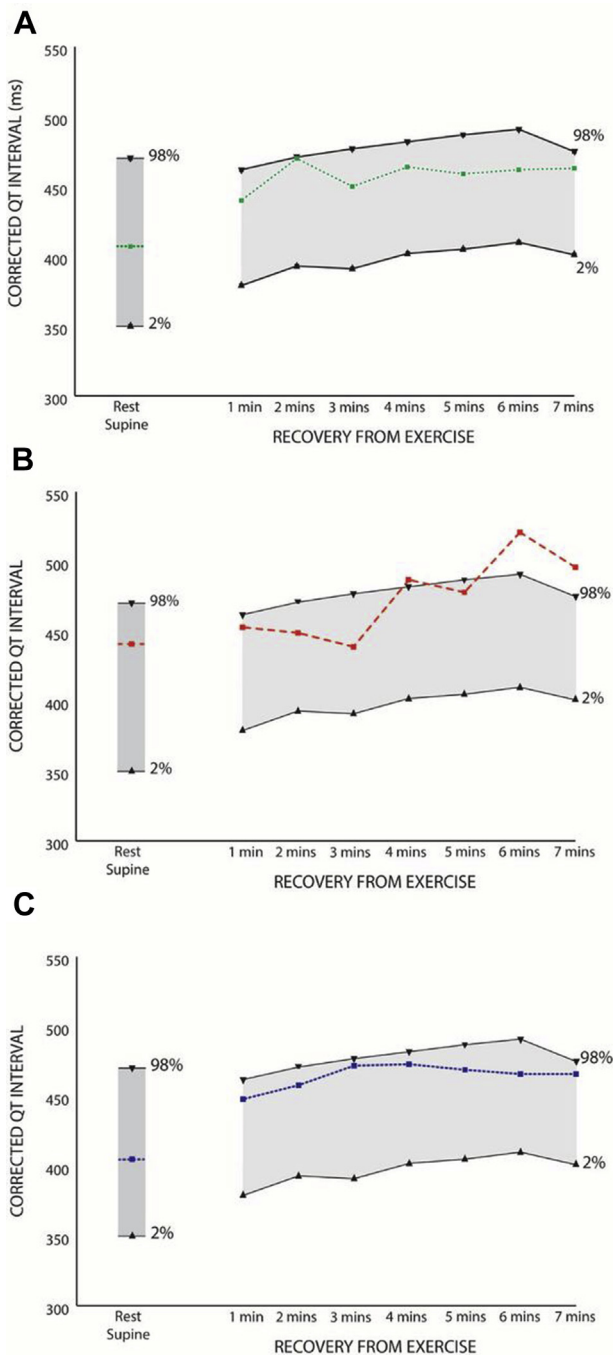 A
CORRECTED QT INTERVAL (ms)
550
500
450
400
350
300
98%
2%
98%
2%
Rest
Supine
1 min 2 mins 3 mins 4 mins 5 mins 6 mins 7 mins
RECOVERY FROM EXERCISE
B
CORRECTED QT INTERVAL
550
500
450
400
350
300
98%
2%
98%
2%
Rest
Supine
1 min 2 mins 3 mins 4 mins 5 mins 6 mins 7 mins
RECOVERY FROM EXERCISE
C
CORRECTED QT INTERVAL
550
500
450
400
350
300
98%
2%
98%
2%
Rest
Supine
1 min 2 mins 3 mins 4 mins 5 mins 6 mins 7 mins
RECOVERY FROM EXERCISE